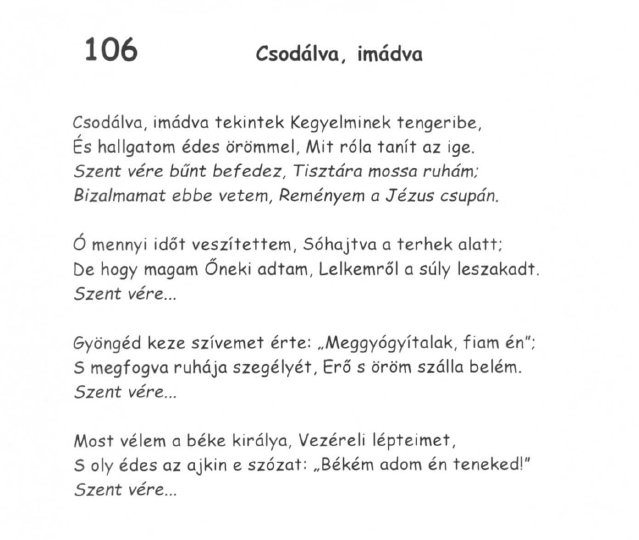 106 Csodálva, imádva
Csodálva, imádva tekintek Kegyelminek tengeribe,
És hallgatom édes örömmel, Mit róla tanít az ige.
Szent vére bűnt befedez, Tisztára mossa ruhám;
Bizalmamat ebbe vetem, Reményem a Jézus csupán.
Ó mennyi időt veszítettem, Sóhajtva a terhek alatt;
De hogy magam Őneki adtam, Lelkemről a súly leszakadt.
Szent vére...
Gyöngéd keze szívemet érte: „Meggyógyítalak, fiam én";
S megfogva ruhája szegélyét, Erő s öröm szálla belém.
Szent vére...
Most vélem a béke királya, Vezéreli lépteimet,
S oly édes az ajkin e szózat: „Békém adom én teneked!"
Szent vére...